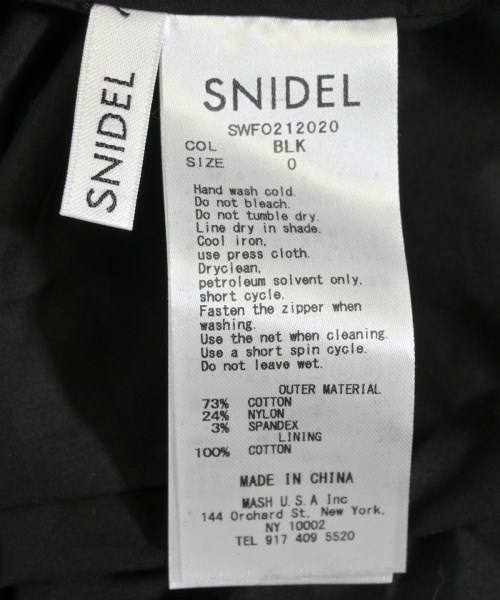 SNIDEL
SNIDEL
SWFO212020
COL BLK
SIZE 0
Hand wash cold.
Do not bleach.
Do not tumble dry.
Line dry in shade.
Cool iron,
use press cloth.
Dryclean,
petroleum solvent only,
short cycle.
Fasten the zipper when
washing.
Use the net when cleaning.
Use a short spin cycle.
Do not leave wet.
OUTER MATERIAL
73% COTTON
24% NYLON
3% SPANDEX
LINING
100% COTTON
MADE IN CHINA
MASH U.S.A Inc
144 Orchard St. New York.
NY 10002
TEL 917 409 5520